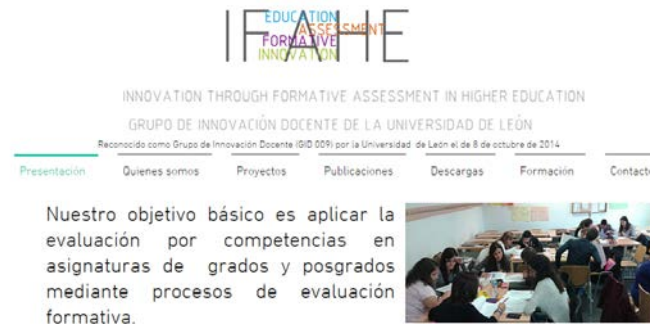 EDUCATION
ASSESSMENT
FORMATIVE
INNOVATION
IFAHE
INNOVATION THROUGH FORMATIVE ASSESSMENT IN HIGHER EDUCATION
GRUPO DE INNOVACIÓN DOCENTE DE LA UNIVERSIDAD DE LEÓN
Reconocido como Grupo de Innovación Docente (GID 009) por la Universidad de León el de 8 de octubre de 2014
Presentación Quienes somos Proyectos Publicaciones Descargas Formación Contacto
Nuestro objetivo básico es aplicar la
evaluación por competencias en
asignaturas de grados y posgrados
mediante procesos de evaluación
formativa.